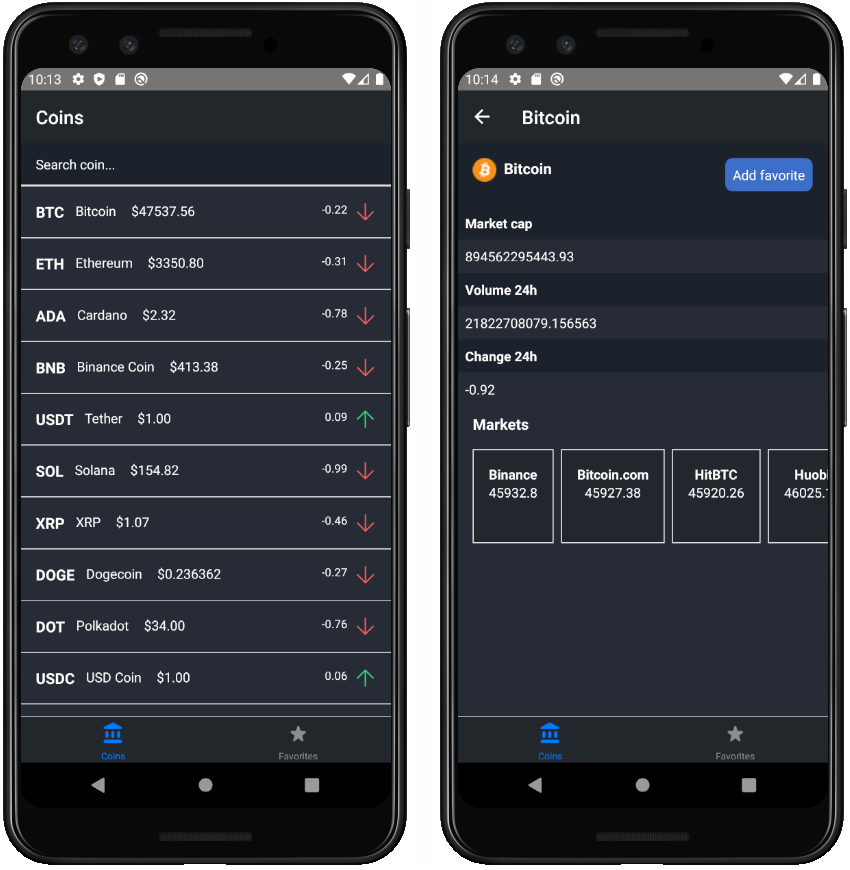 10:13
Coins
Search coin...
BTC Bitcoin $47537.56 -0.22
ETH Ethereum $3350.80 -0.31
ADA Cardano $2.32 -0.78
BNB Binance Coin $413.38 -0.25
USDT Tether $1.00 0.09
SOL Solana $154.82 -0.99
XRP XRP $1.07 -0.46
DOGE Dogecoin $0.236362 -0.27
DOT Polkadot $34.00 -0.76
USDC USD Coin $1.00 0.06
Coins Favorites
10:14
Bitcoin
Bitcoin Add favorite
Market cap
894562295443.93
Volume 24h
21822708079.156563
Change 24h
-0.92
Markets
Binance Bitcoin.com HitBTC Huobi
45932.8 45927.38 45920.26 46025.
Coins Favorites